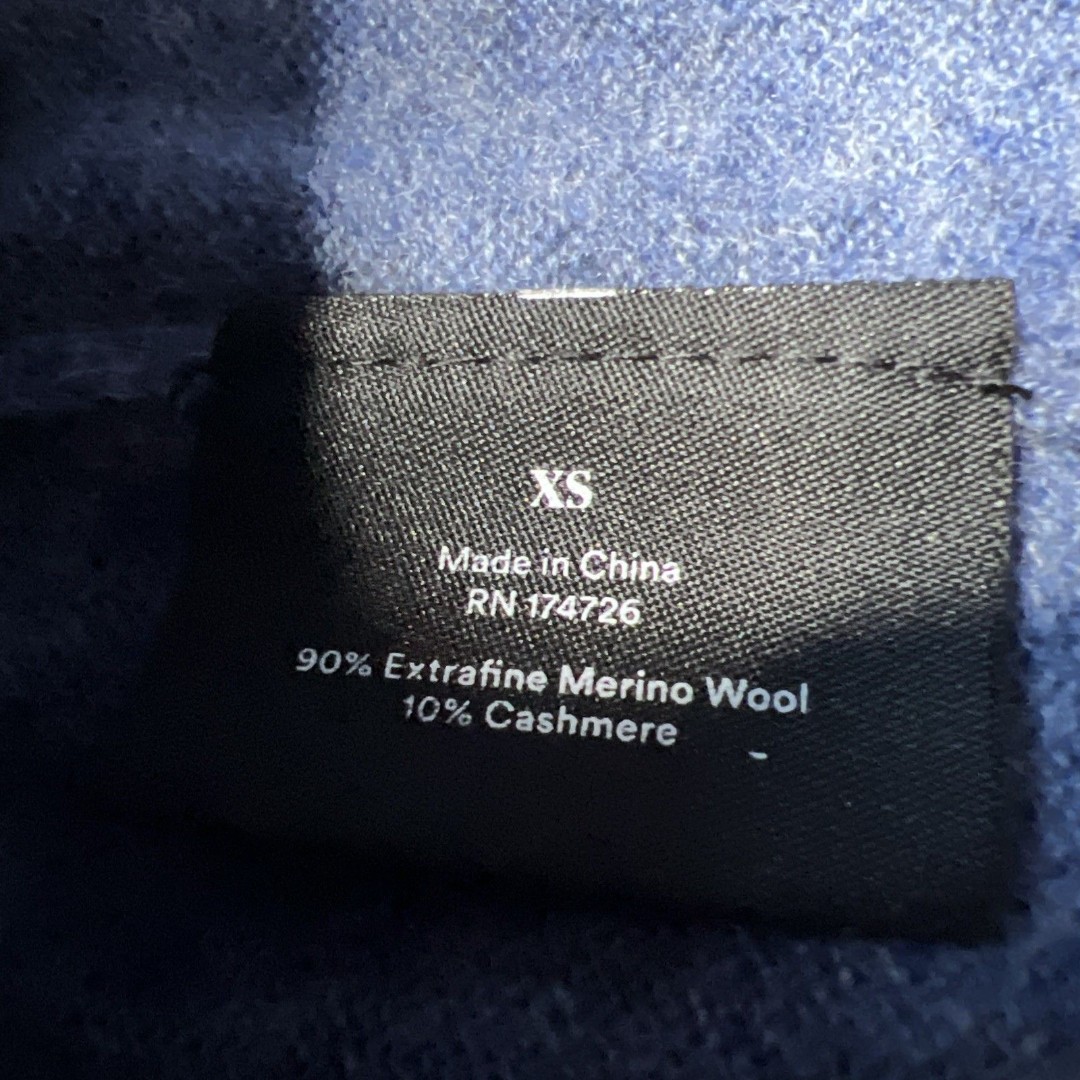 XS
Made in China
RN 174726
90% Extrafine Merino Wool
10% Cashmere